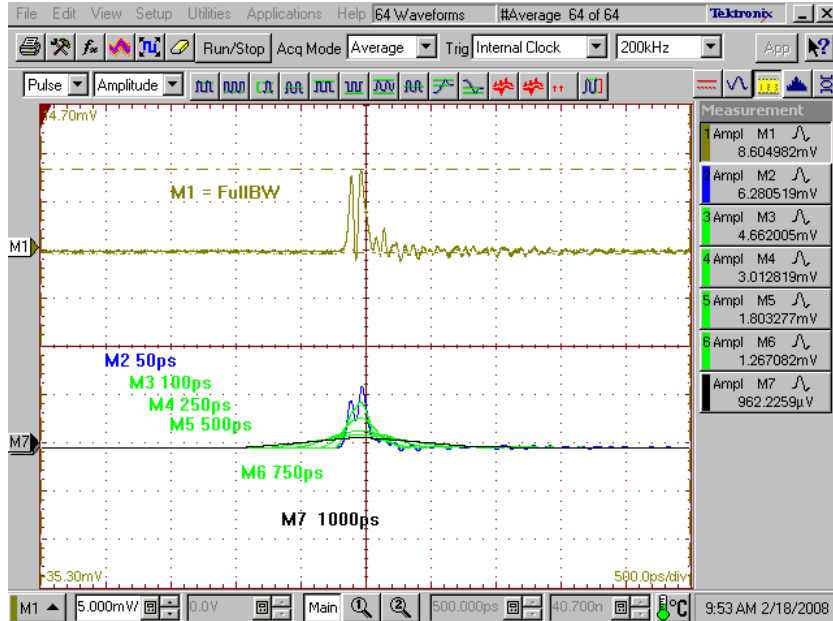 File Edit View Setup Utilities Applications Help 64 Waveforms #Average 64 of 64 Tektronix
Run/Stop Acq Mode Average Trig Internal Clock 200kHz App
Pulse Amplitude
Measurement
14.70mV
1 Ampl M1
8.604982mV
2 Ampl M2
6.280519mV
3 Ampl M3
4.662005mV
4 Ampl M4
3.012819mV
5 Ampl M5
1.803277mV
6 Ampl M6
1.267082mV
Ampl M7
962.2259µV
M1 = FullBW
M1
M2 50ps
M3 100ps
M4 250ps
M5 500ps
M7
M6 750ps
M7 1000ps
-35.30mV
500.0ps/div
M1 5.000mV/ 0.0V Main 1 2 500.000ps 40.700n °C 9:53 AM 2/18/2008